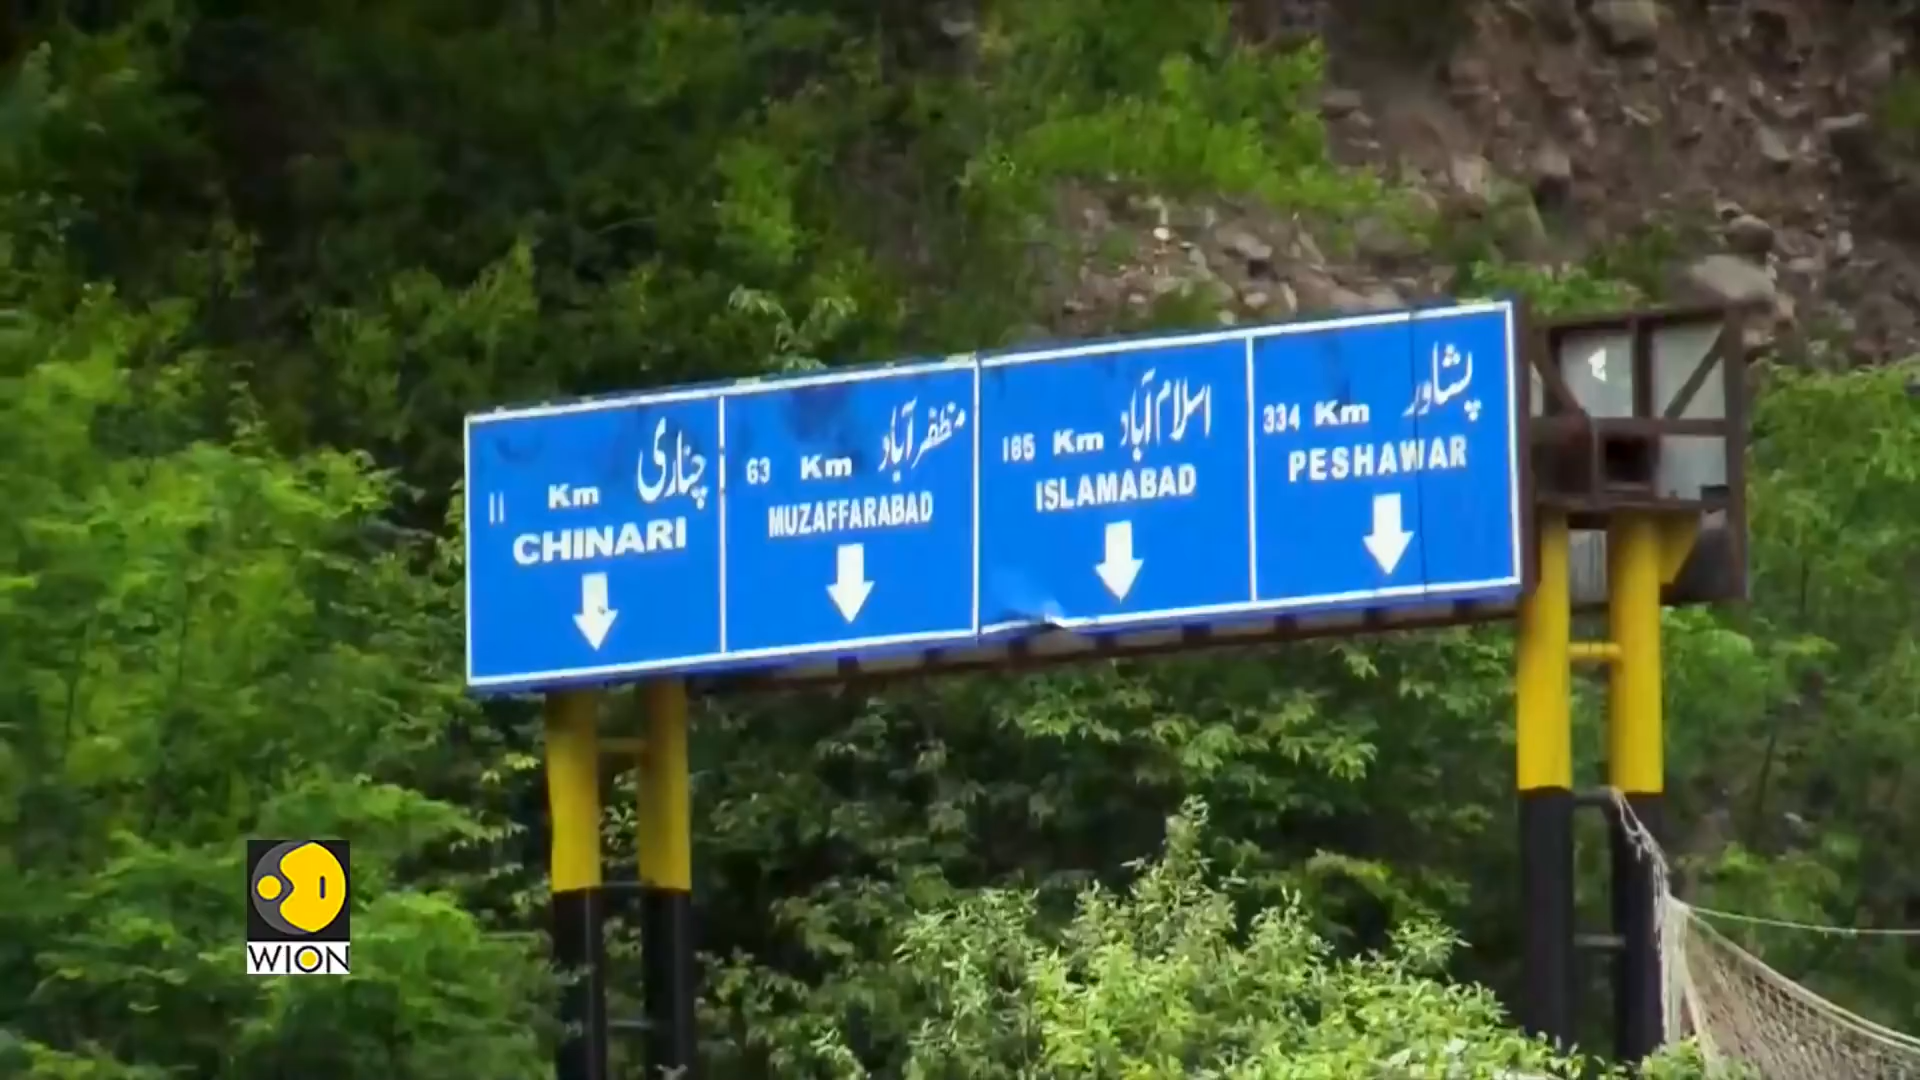 11 Km چناری
CHINARI
63 Km مظفرآباد
MUZAFFARABAD
185 Km اسلام آباد
ISLAMABAD
334 Km پشاور
PESHAWAR
WION